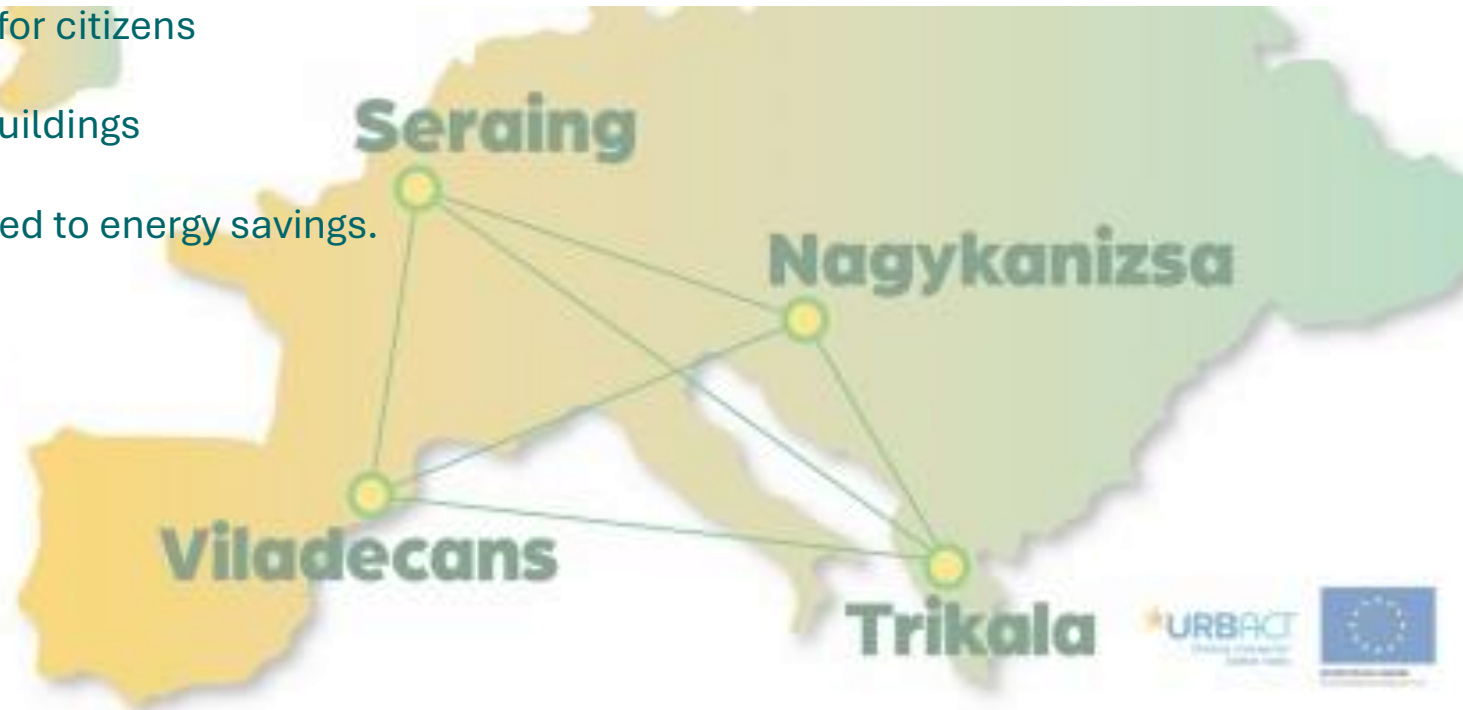 for citizens
uildings
ed to energy savings.
Seraing
Nagykanizsa
Viladecans
Trikala
URBACT